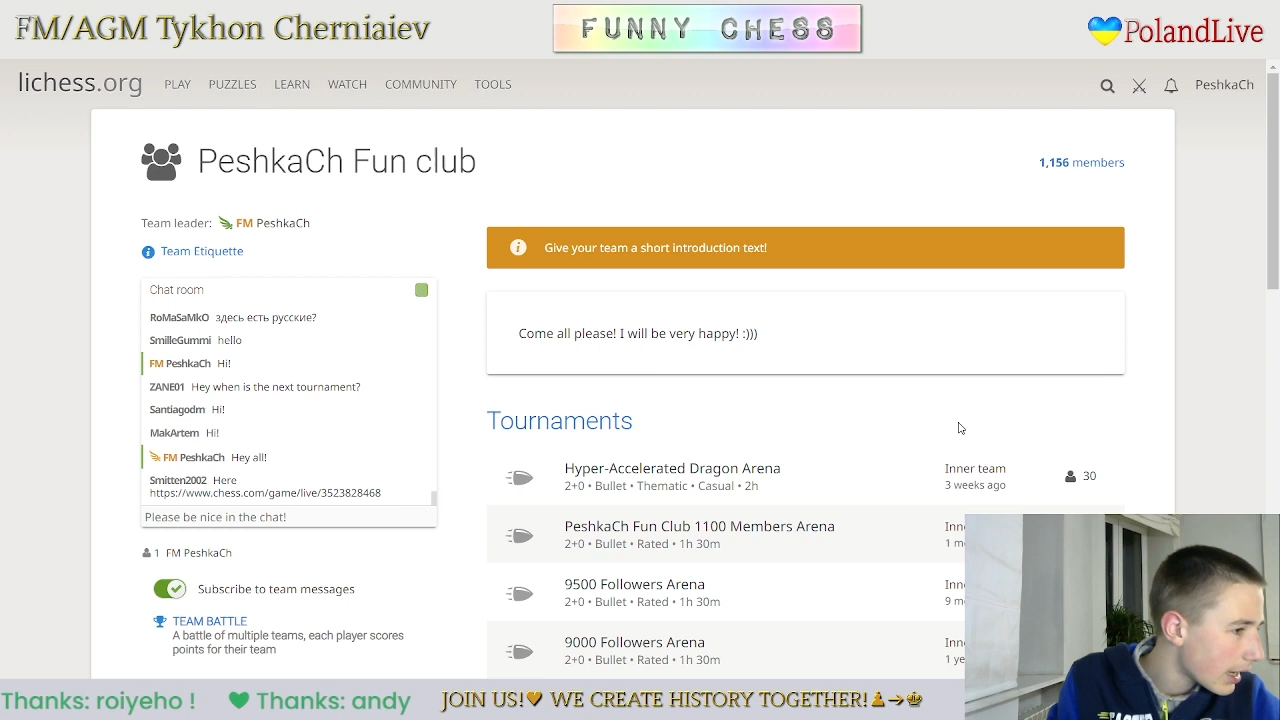 FM/AGM Tykhon Cherniaiev
FUNNY CHESS
PolandLive
lichess.org PLAY PUZZLES LEARN WATCH COMMUNITY TOOLS PeshkaCh
PeshkaCh Fun club
1,156 members
Team leader: FM PeshkaCh
Team Etiquette
Give your team a short introduction text!
Chat room
RoMaSaMkO здесь есть русские?
SmilleGummi hello
FM PeshkaCh Hi!
ZANE01 Hey when is the next tournament?
Santiagodm Hi!
MakArtem Hi!
FM PeshkaCh Hey all!
Smitten2002 Here
https://www.chess.com/game/live/3523828468
Please be nice in the chat!
1 FM PeshkaCh
Subscribe to team messages
TEAM BATTLE
A battle of multiple teams, each player scores
points for their team
Come all please! I will be very happy! :)))
Tournaments
Hyper-Accelerated Dragon Arena
2+0 • Bullet • Thematic • Casual • 2h
Inner team
3 weeks ago
30
PeshkaCh Fun Club 1100 Members Arena
2+0 • Bullet • Rated • 1h 30m
9500 Followers Arena
2+0 • Bullet • Rated • 1h 30m
9000 Followers Arena
2+0 • Bullet • Rated • 1h 30m
Thanks: roiyeho ! Thanks: andy
JOIN US! WE CREATE HISTORY TOGETHER!